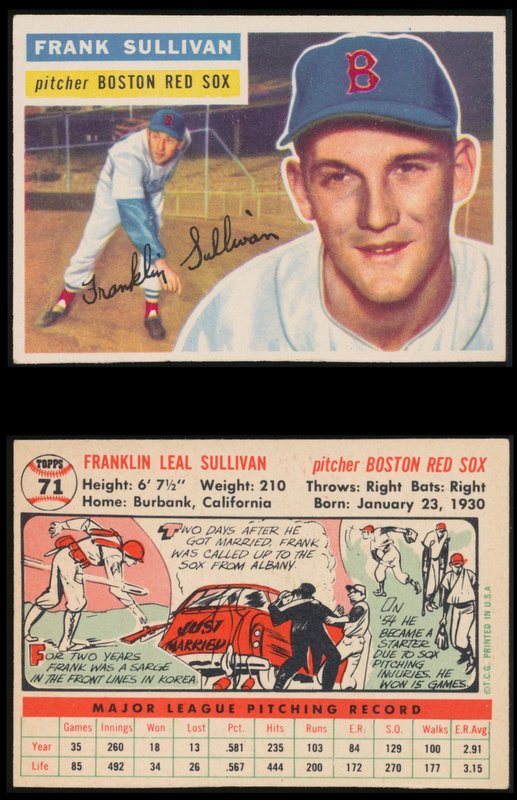 FRANK SULLIVAN
pitcher BOSTON RED SOX
B
B
Franklin Sullivan
TOPPS
71
FRANKLIN LEAL SULLIVAN pitcher BOSTON RED SOX
Height: 6' 7½" Weight: 210 Throws: Right Bats: Right
Home: Burbank, California Born: January 23, 1930
FOR TWO YEARS
FRANK WAS A SARGE
IN THE FRONT LINES IN KOREA.
TWO DAYS AFTER HE
GOT MARRIED, FRANK
WAS CALLED UP TO THE
SOX FROM ALBANY.
JUST
MARRIED
IN
'54 HE
BECAME A
STARTER
DUE TO SOX
PITCHING
INJURIES. HE
WON 15 GAMES.
©T.C.G. PRINTED IN U.S.A.
MAJOR LEAGUE PITCHING RECORD
Games Innings Won Lost Pct. Hits Runs E.R. S.O. Walks E.R.Avg.
Year 35 260 18 13 .581 235 103 84 129 100 2.91
Life 85 492 34 26 .567 444 200 172 270 177 3.15